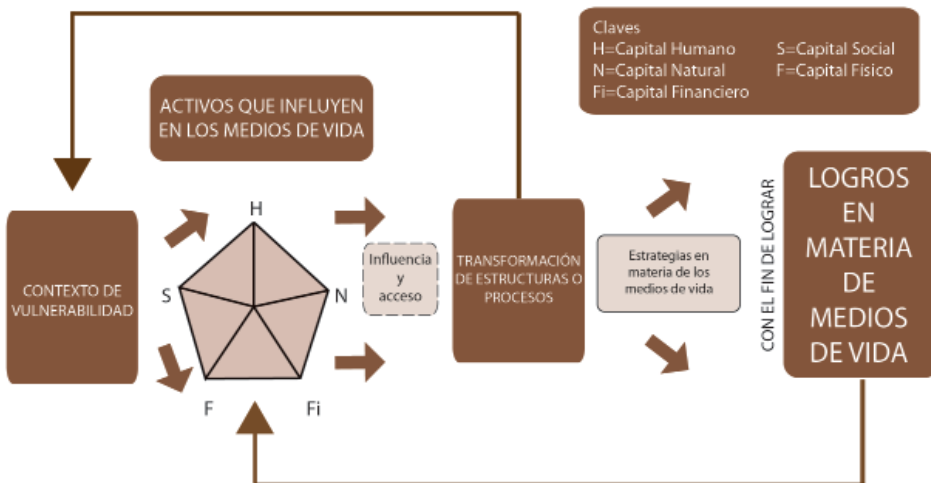 Claves
H=Capital Humano S=Capital Social
N=Capital Natural F=Capital Físico
Fi=Capital Financiero
ACTIVOS QUE INFLUYEN
EN LOS MEDIOS DE VIDA
CONTEXTO DE
VULNERABILIDAD
H
S
N
F
Fi
Influencia
y
acceso
TRANSFORMACIÓN
DE ESTRUCTURAS O
PROCESOS
Estrategias en
materia de los
medios de vida
CON EL FIN DE LOGRAR
LOGROS
EN
MATERIA
DE
MEDIOS
DE VIDA